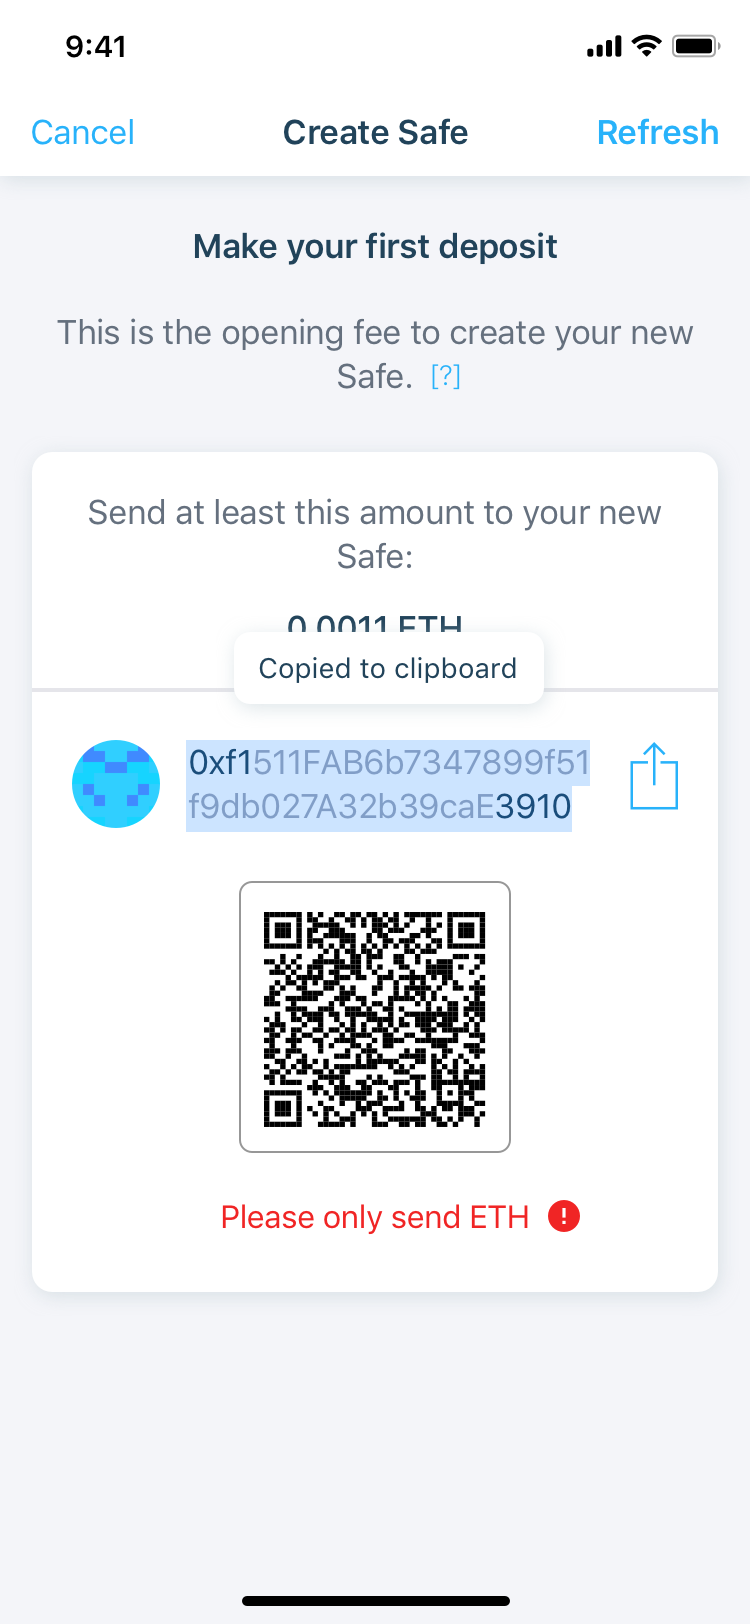 9:41
Cancel
Create Safe
Refresh
Make your first deposit
This is the opening fee to create your new
Safe. [?]
Send at least this amount to your new
Safe:
0.0011 ETH
Copied to clipboard
0xf1511FAB6b7347899f51
f9db027A32b39caE3910
Please only send ETH
!